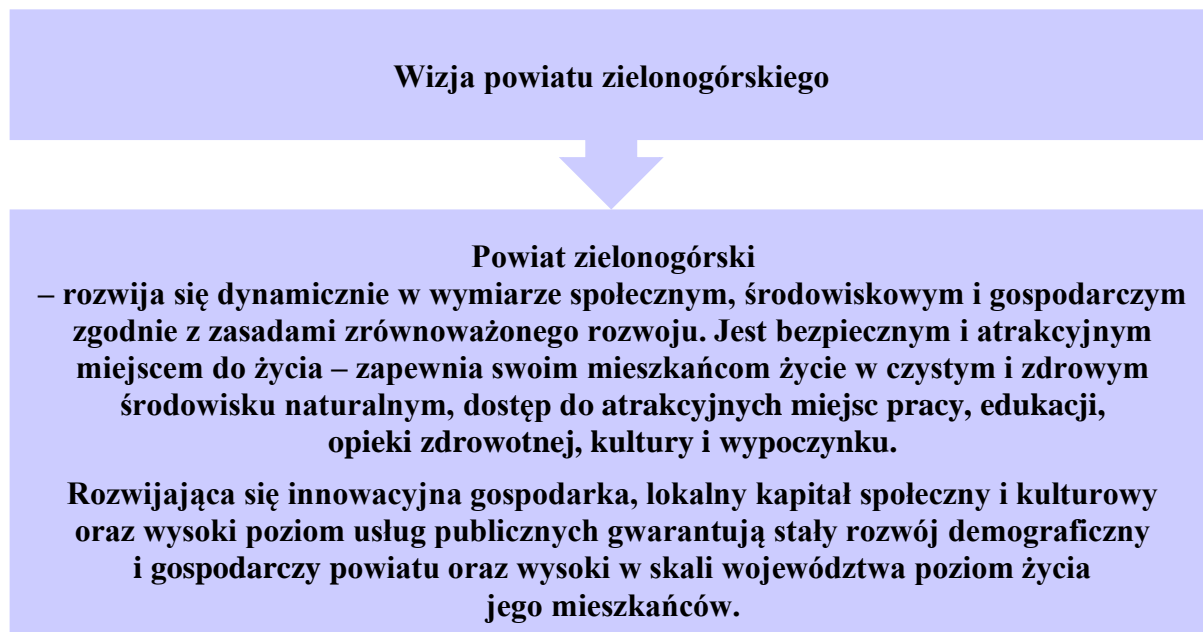 Wizja powiatu zielonogórskiego
Powiat zielonogórski
– rozwija się dynamicznie w wymiarze społecznym, środowiskowym i gospodarczym
zgodnie z zasadami zrównoważonego rozwoju. Jest bezpiecznym i atrakcyjnym
miejscem do życia – zapewnia swoim mieszkańcom życie w czystym i zdrowym
środowisku naturalnym, dostęp do atrakcyjnych miejsc pracy, edukacji,
opieki zdrowotnej, kultury i wypoczynku.
Rozwijająca się innowacyjna gospodarka, lokalny kapitał społeczny i kulturowy
oraz wysoki poziom usług publicznych gwarantują stały rozwój demograficzny
i gospodarczy powiatu oraz wysoki w skali województwa poziom życia
jego mieszkańców.